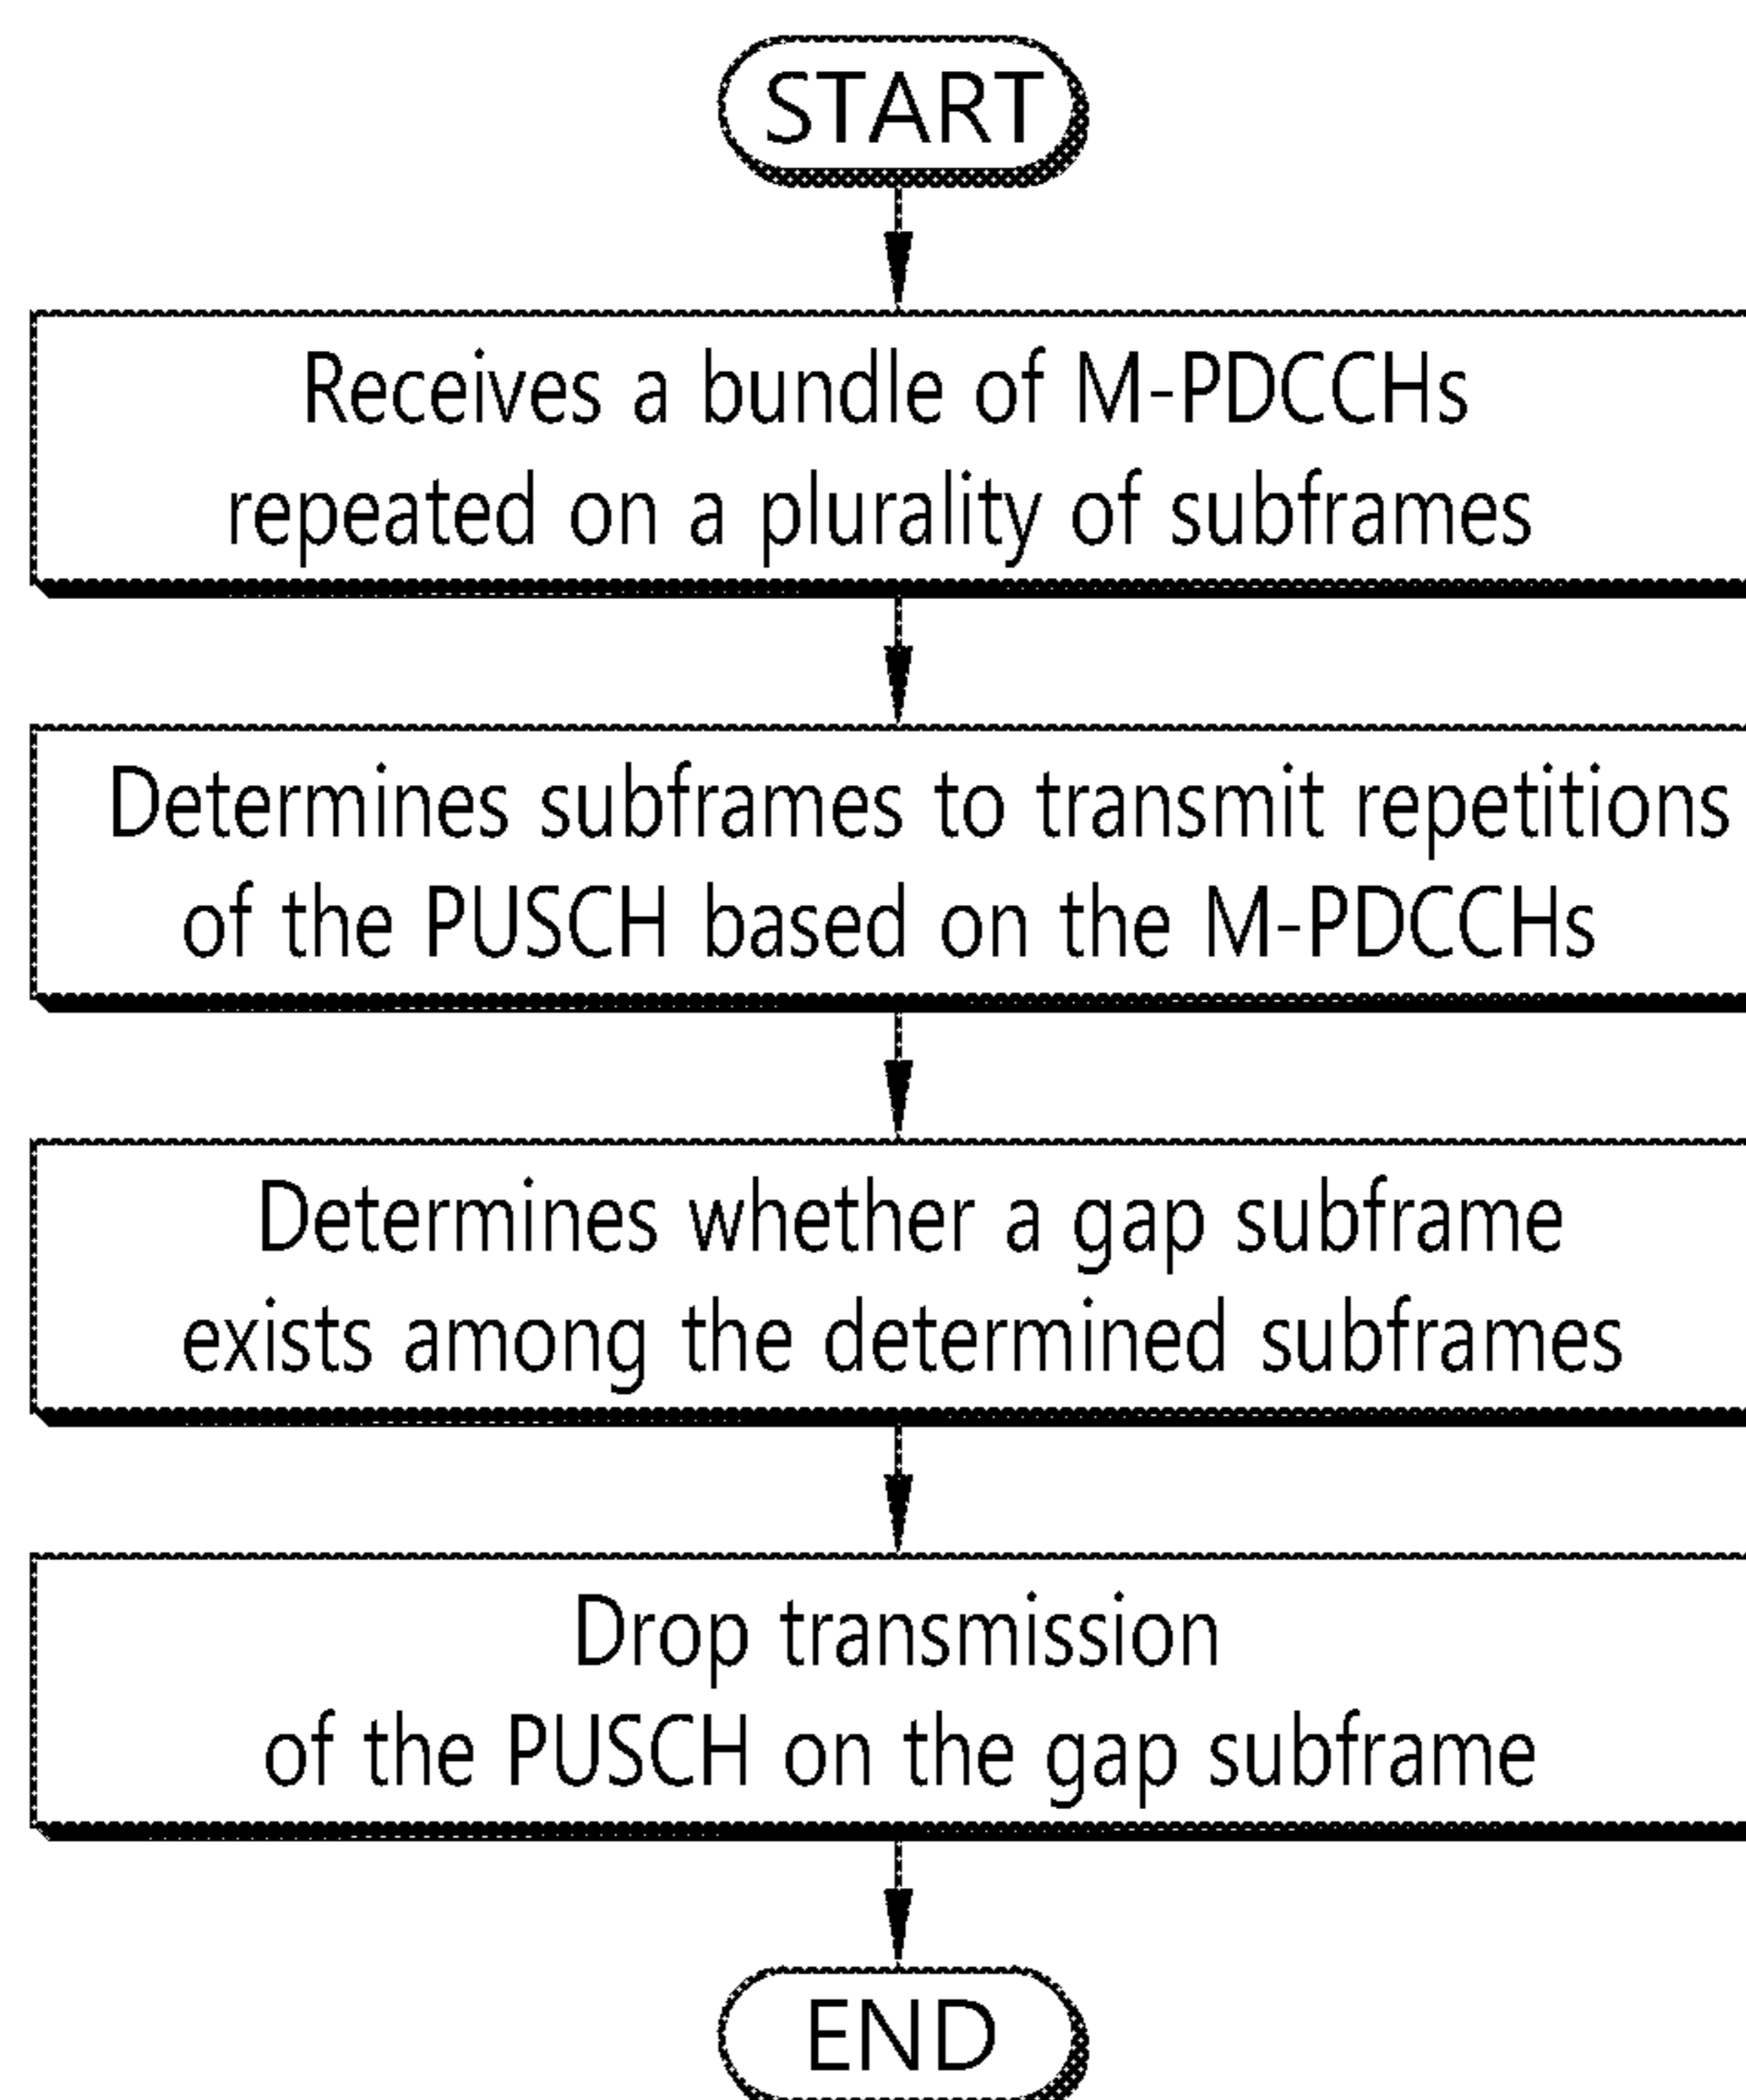 START
Receives a bundle of M-PDCCHs
repeated on a plurality of subframes
Determines subframes to transmit repetitions
of the PUSCH based on the M-PDCCHs
Determines whether a gap subframe
exists among the determined subframes
Drop transmission
of the PUSCH on the gap subframe
END